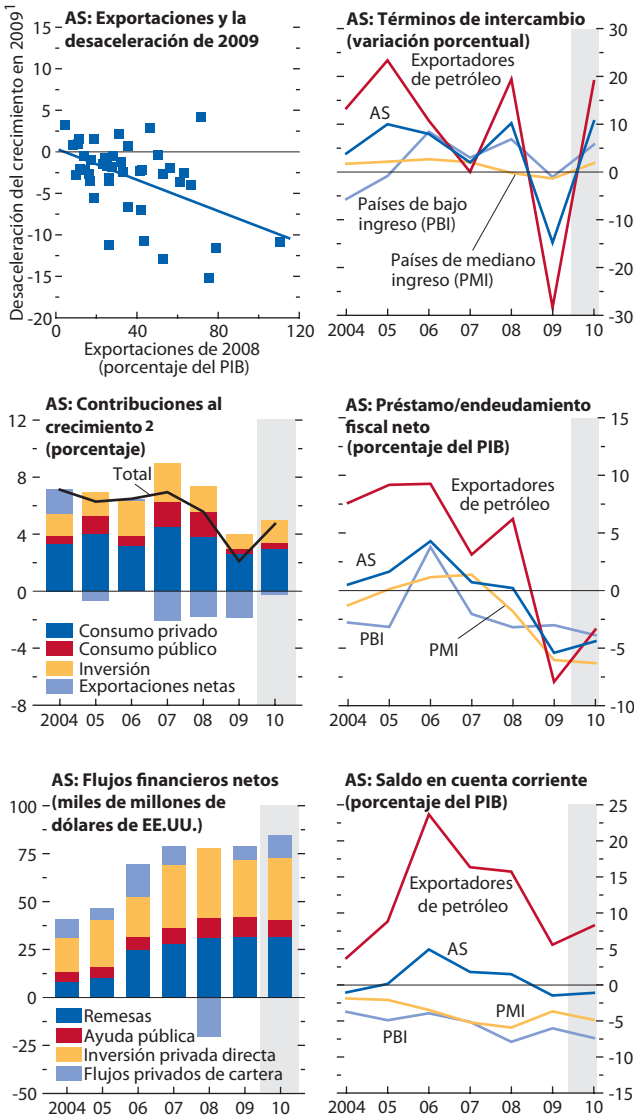 AS: Exportaciones y la
desaceleración de 2009
Desaceleración del crecimiento en 2009¹
15
10
5
0
-5
-10
-15
-20
0
40
80
120
Exportaciones de 2008
(porcentaje del PIB)
AS: Términos de intercambio
(variación porcentual)
30
20
10
0
-10
-20
-30
Exportadores
de petróleo
AS
Países de bajo
ingreso (PBI)
Países de mediano
ingreso (PMI)
2004 05 06 07 08 09 10
AS: Contribuciones al
crecimiento 2
(porcentaje)
12
8
4
0
-4
-8
Total
Consumo privado
Consumo público
Inversión
Exportaciones netas
2004 05 06 07 08 09 10
AS: Préstamo/endeudamiento
fiscal neto
(porcentaje del PIB)
15
10
5
0
-5
-10
Exportadores
de petróleo
AS
PBI
PMI
2004 05 06 07 08 09 10
AS: Flujos financieros netos
(miles de millones de
dólares de EE.UU.)
100
75
50
25
0
-25
-50
Remesas
Ayuda pública
Inversión privada directa
Flujos privados de cartera
2004 05 06 07 08 09 10
AS: Saldo en cuenta corriente
(porcentaje del PIB)
25
20
15
10
5
0
-5
-10
-15
Exportadores
de petróleo
AS
PMI
PBI
2004 05 06 07 08 09 10